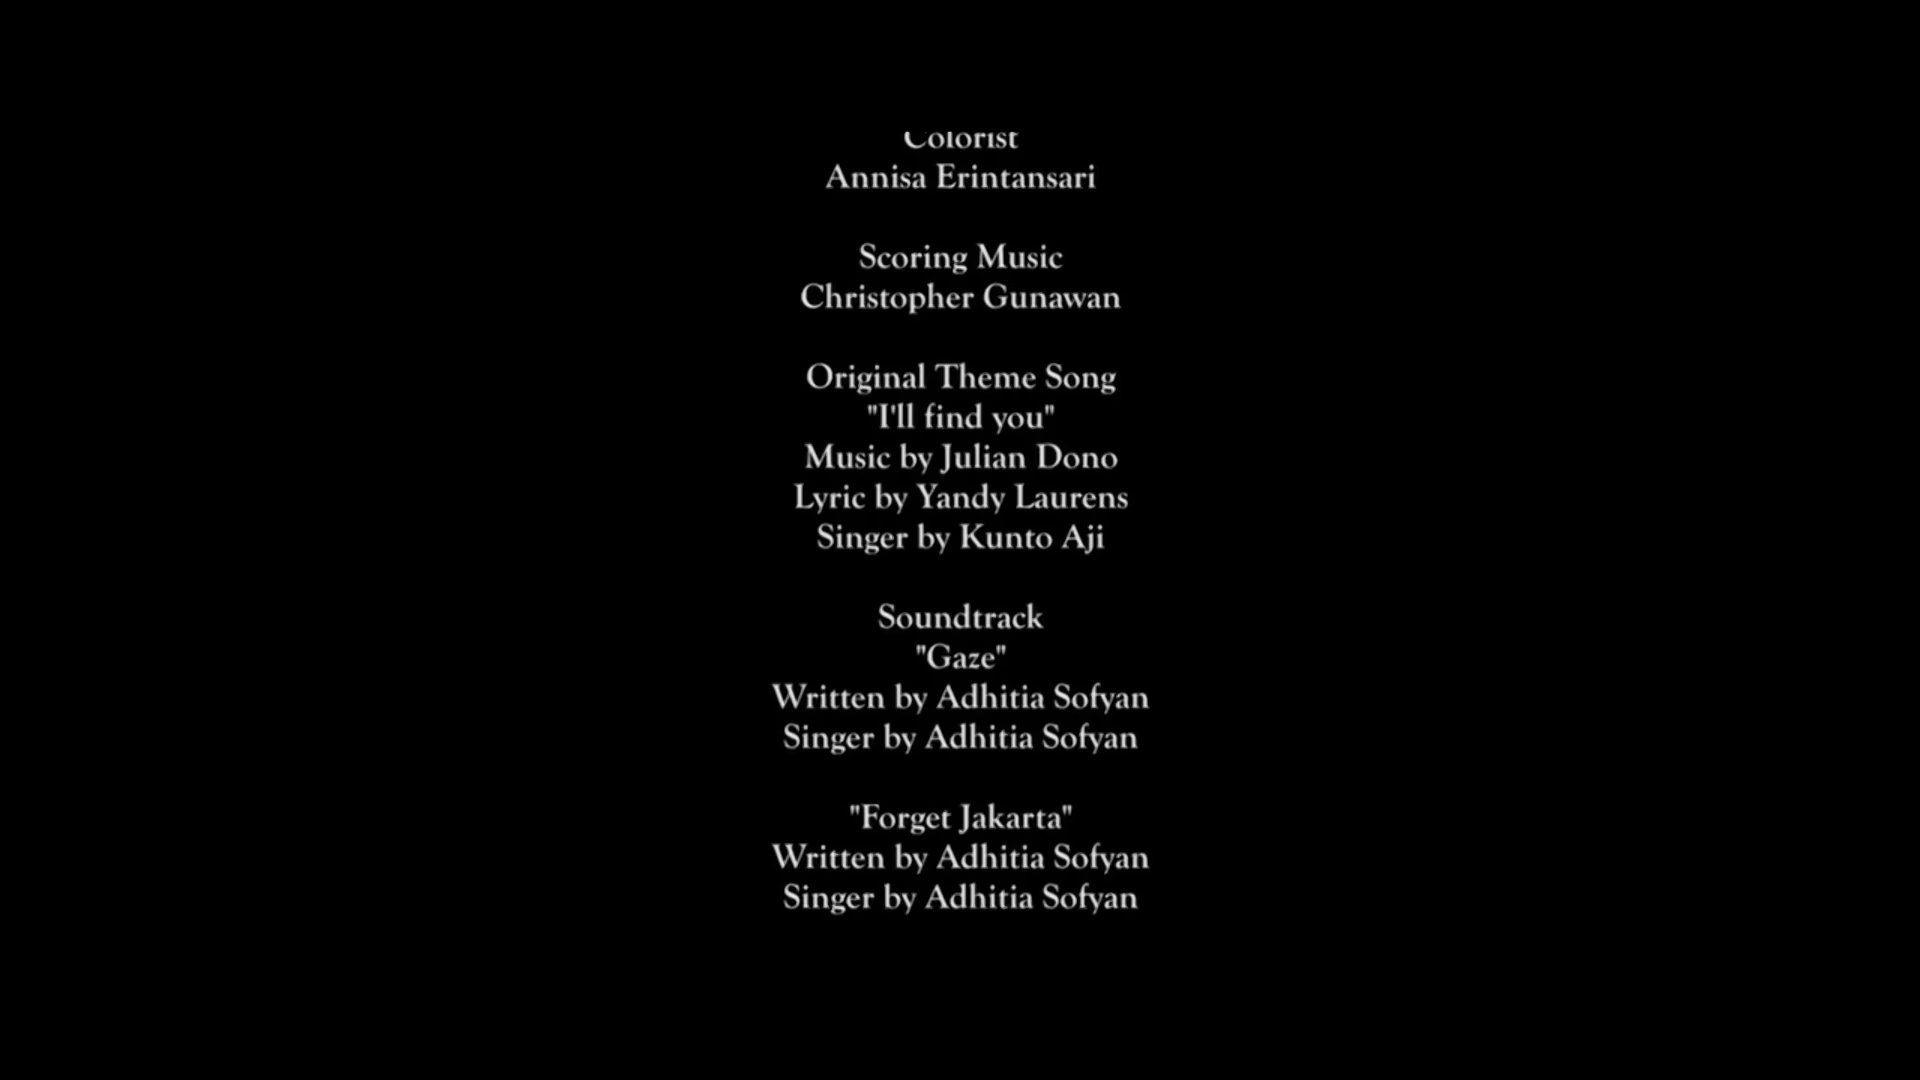 Colorist
Annisa Erintansari
Scoring Music
Christopher Gunawan
Original Theme Song
"I'll find you"
Music by Julian Dono
Lyric by Yandy Laurens
Singer by Kunto Aji
Soundtrack
"Gaze"
Written by Adhitia Sofyan
Singer by Adhitia Sofyan
"Forget Jakarta"
Written by Adhitia Sofyan
Singer by Adhitia Sofyan